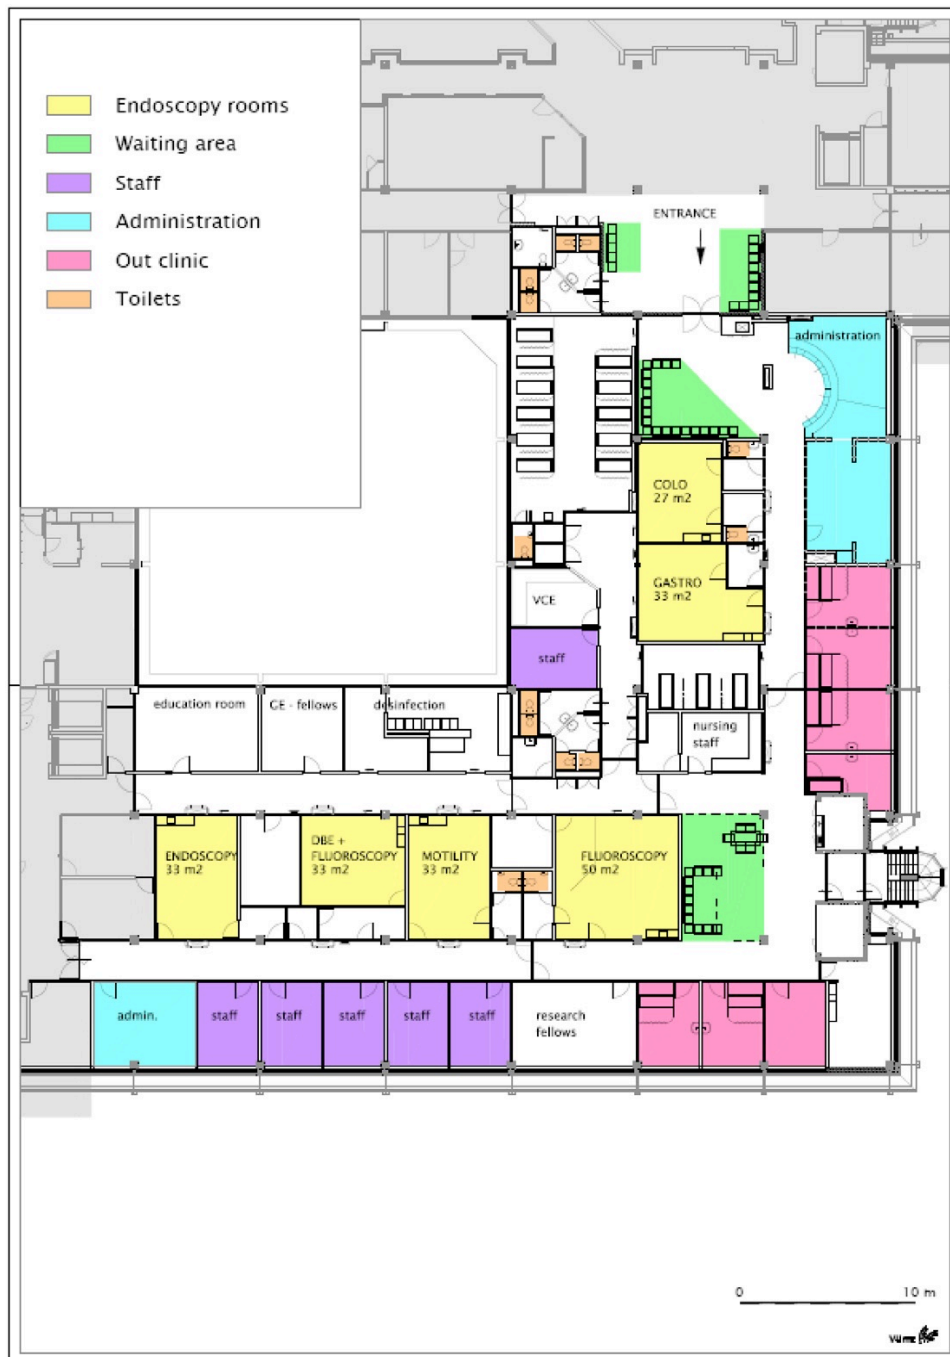 Endoscopy rooms
Waiting area
Staff
Administration
Out clinic
Toilets
ENTRANCE
administration
COLO
27 m2
GASTRO
33 m2
VCE
staff
education room
GE - fellows
desinfection
nursing
staff
ENDOSCOPY
33 m2
DBE +
FLUOROSCOPY
33 m2
MOTILITY
33 m2
FLUOROSCOPY
50 m2
admin.
staff
staff
staff
staff
staff
research
fellows
0
10 m